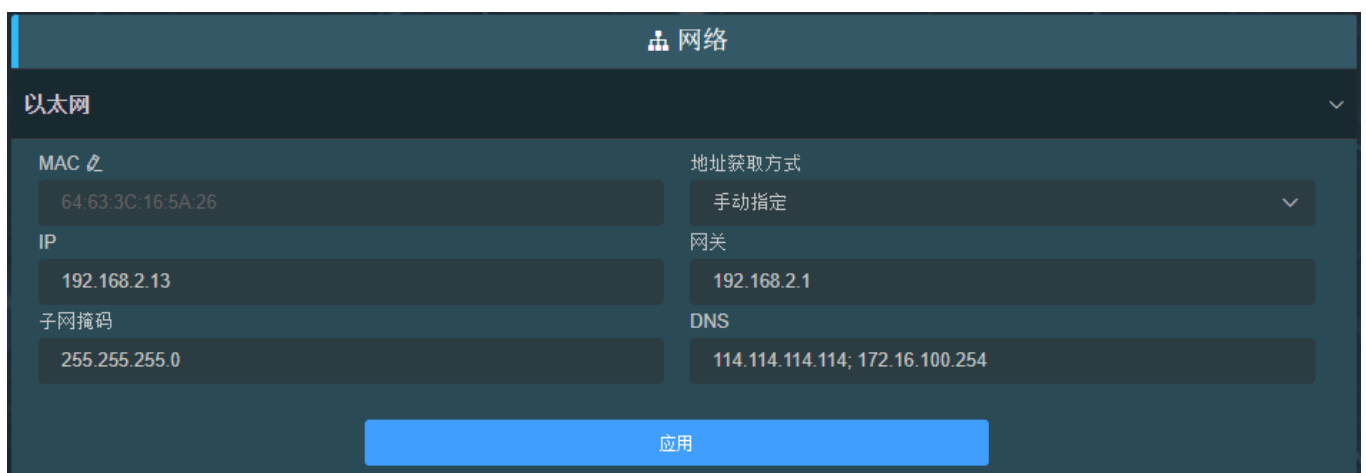 网络
以太网
MAC
地址获取方式
64:63:3C:16:5A:26
手动指定
IP
网关
192.168.2.13
192.168.2.1
子网掩码
DNS
255.255.255.0
114.114.114.114; 172.16.100.254
应用